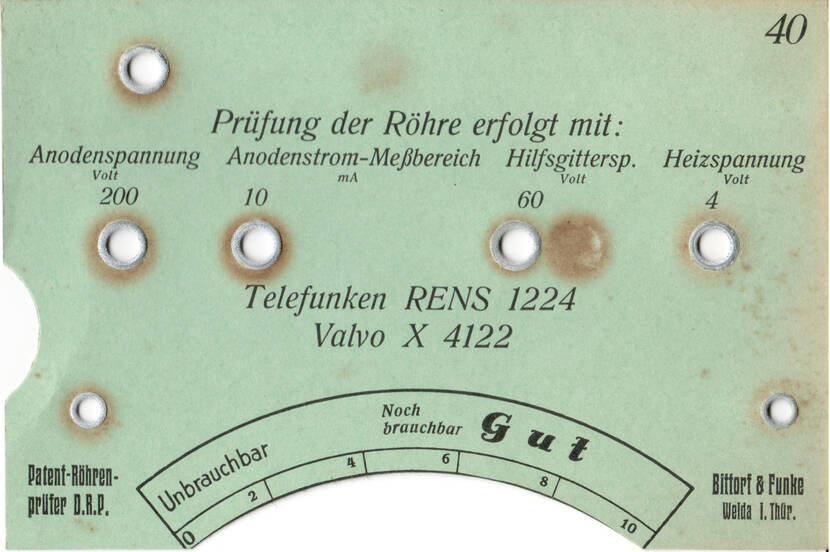 40
Prüfung der Röhre erfolgt mit:
Anodenspannung Anodenstrom-Meßbereich Hilfsgittersp. Heizspannung
Volt mA Volt Volt
200 10 60 4
Telefunken RENS 1224
Valvo X 4122
Unbrauchbar Noch brauchbar Gut
0 2 4 6 8 10
Patent-Röhren-
prüfer D.R.P.
Bittorf & Funke
Weida i. Thür.